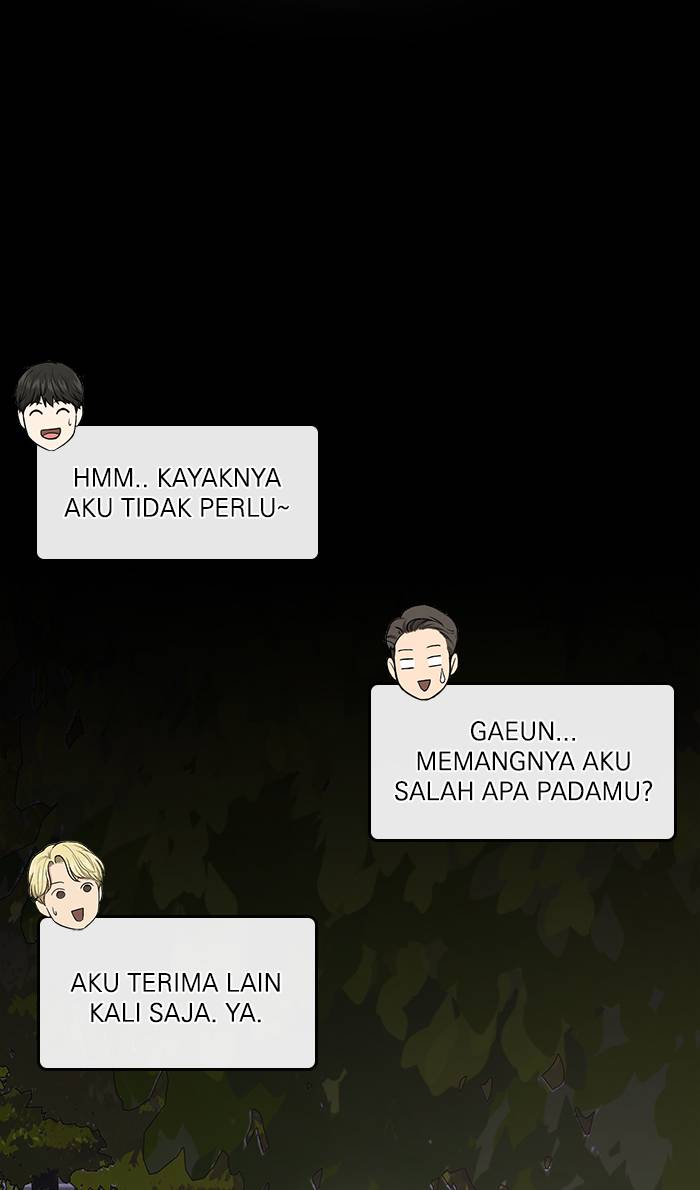 HMM.. KAYAKNYA
AKU TIDAK PERLU~
GAEUN...
MEMANGNYA AKU
SALAH APA PADAMU?
AKU TERIMA LAIN
KALI SAJA. YA.